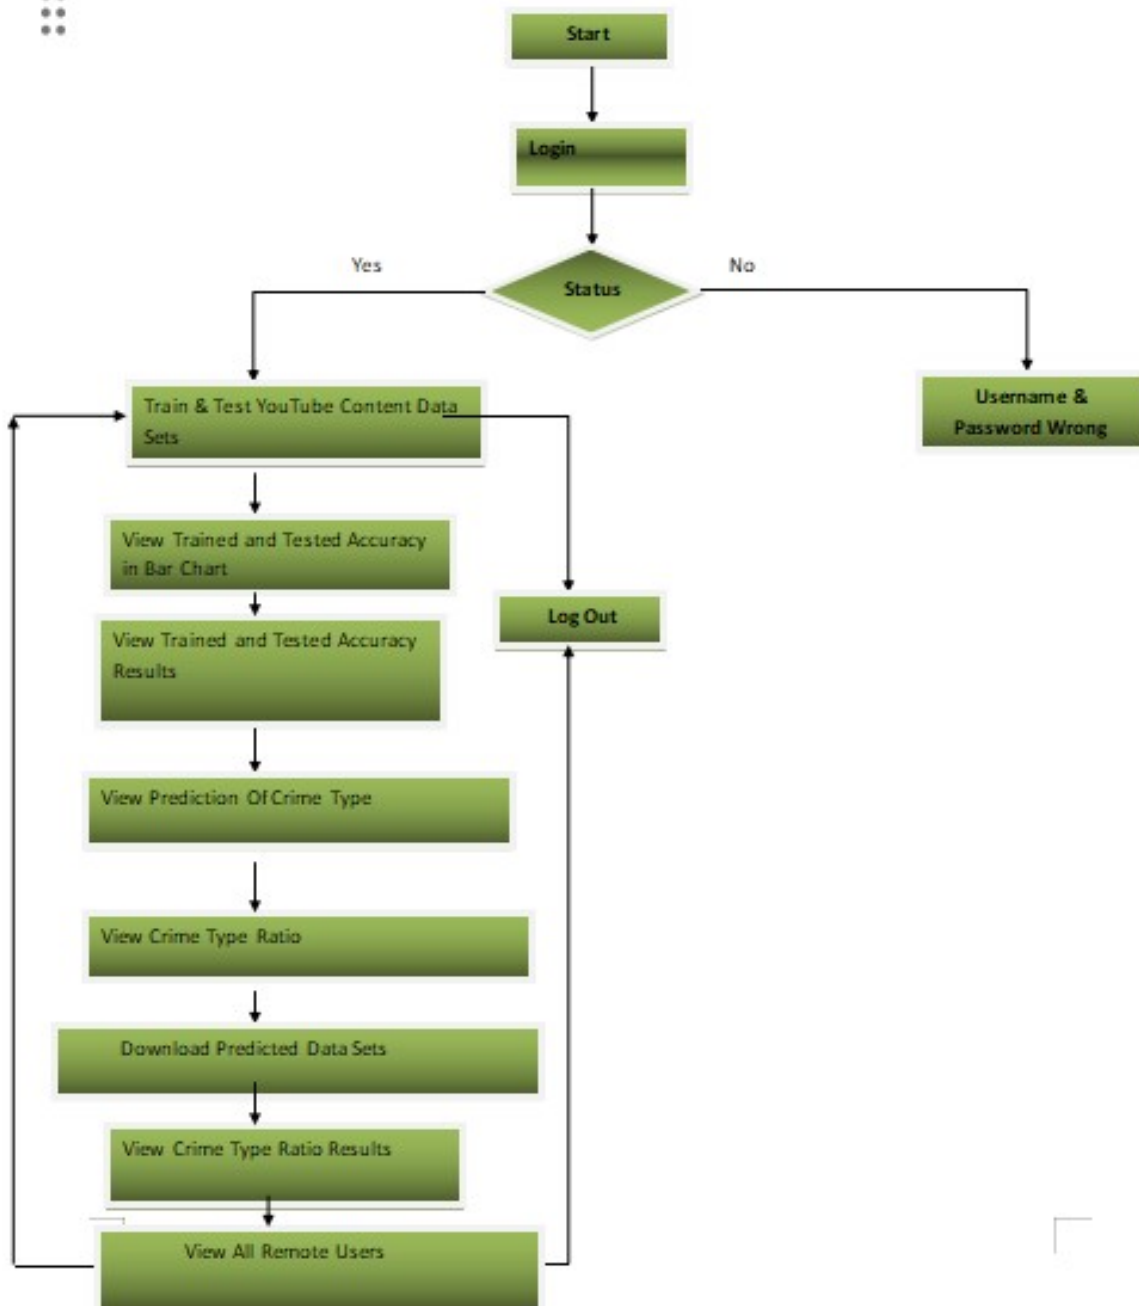 Start
Login
Yes
No
Status
Train & Test YouTube Content Data
Sets
Username &
Password Wrong
View Trained and Tested Accuracy
in Bar Chart
Log Out
View Trained and Tested Accuracy
Results
View Prediction Of Crime Type
View Crime Type Ratio
Download Predicted Data Sets
View Crime Type Ratio Results
View All Remote Users